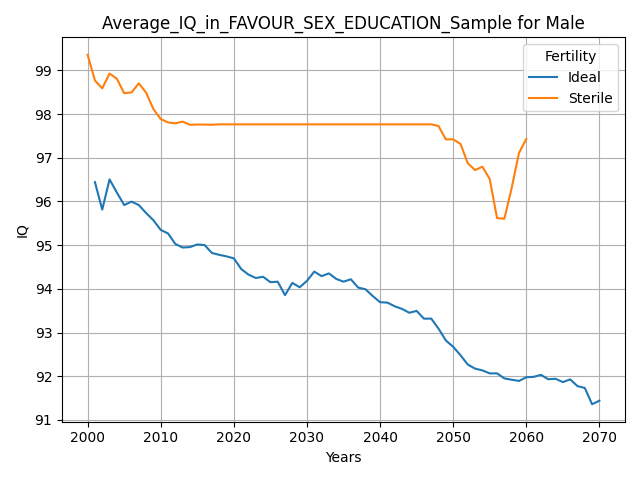 Average_IQ_in_FAVOUR_SEX_EDUCATION_Sample for Male
Fertility
Ideal
Sterile
IQ
99
98
97
96
95
94
93
92
91
2000
2010
2020
2030
2040
2050
2060
2070
Years